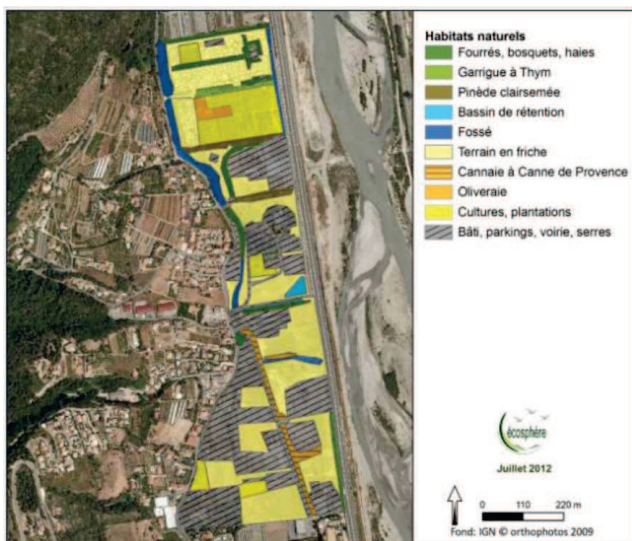 Habitats naturels
Fourrés, bosquets, haies
Garrigue à Thym
Pinède clairsemée
Bassin de rétention
Fossé
Terrain en friche
Cannaie à Canne de Provence
Oliveraie
Cultures, plantations
Bâti, parkings, voirie, serres
écosphère
Juillet 2012
0 110 220 m
Fond: IGN © orthophotos 2009